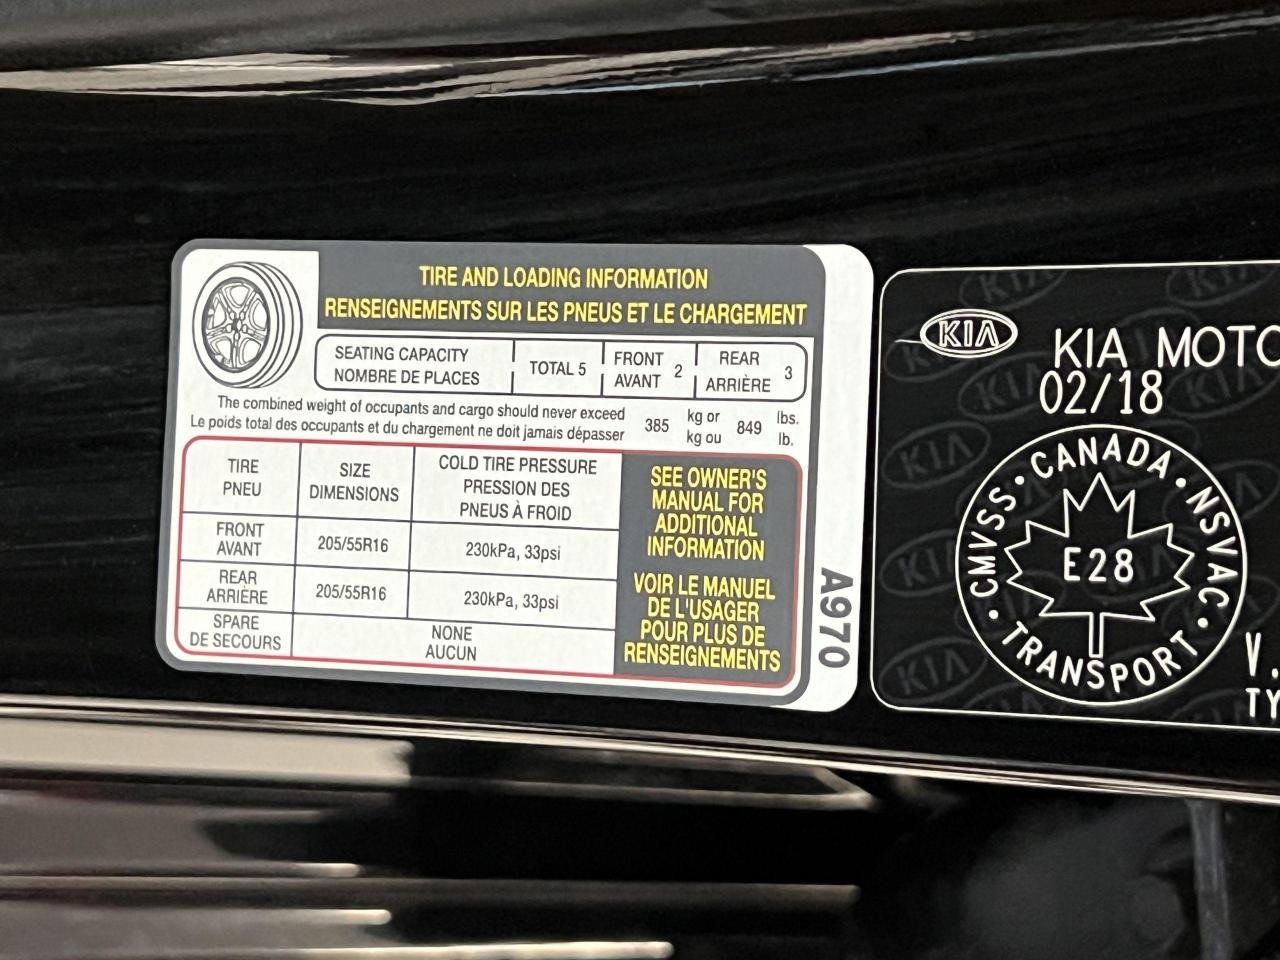 TIRE AND LOADING INFORMATION
RENSEIGNEMENTS SUR LES PNEUS ET LE CHARGEMENT
SEATING CAPACITY
NOMBRE DE PLACES
TOTAL 5
FRONT
AVANT
2
REAR
ARRIÈRE
3
The combined weight of occupants and cargo should never exceed
Le poids total des occupants et du chargement ne doit jamais dépasser
385
kg or
kg ou
849
lbs.
lb.
TIRE
PNEU
SIZE
DIMENSIONS
COLD TIRE PRESSURE
PRESSION DES
PNEUS À FROID
FRONT
AVANT
205/55R16
230kPa, 33psi
REAR
ARRIÈRE
205/55R16
230kPa, 33psi
SPARE
DE SECOURS
NONE
AUCUN
SEE OWNER'S
MANUAL FOR
ADDITIONAL
INFORMATION
VOIR LE MANUEL
DE L'USAGER
POUR PLUS DE
RENSEIGNEMENTS
A970
KIA
KIA MOTO
02/18
CANADA • NSVAC • TRANSPORT • CMVSS •
E28
V.
TY